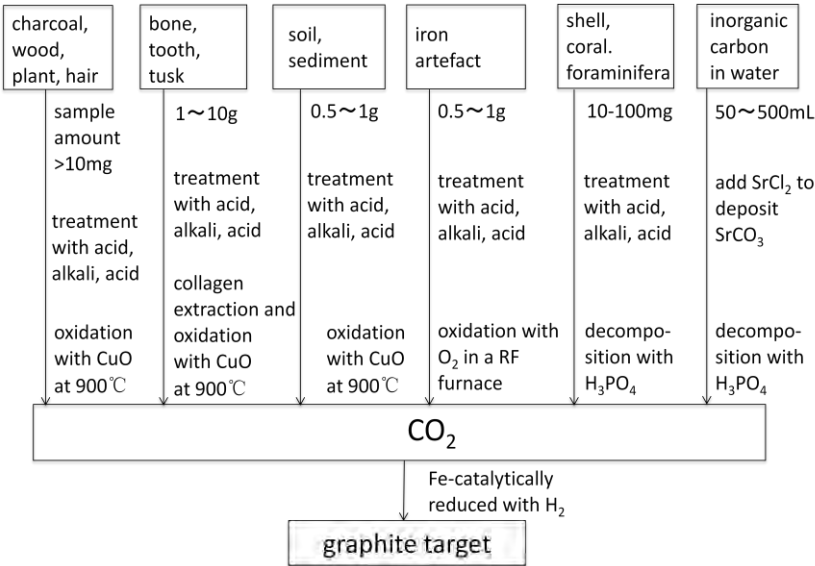 charcoal,
wood,
plant, hair
sample
amount
>10mg
treatment
with acid,
alkali, acid
oxidation
with CuO
at 900℃
bone,
tooth,
tusk
1～10g
treatment
with acid,
alkali, acid
collagen
extraction and
oxidation
with CuO
at 900℃
soil,
sediment
0.5～1g
treatment
with acid,
alkali, acid
oxidation
with CuO
at 900℃
iron
artefact
0.5～1g
treatment
with acid,
alkali, acid
oxidation with
O₂ in a RF
furnace
shell,
coral.
foraminifera
10-100mg
treatment
with acid,
alkali, acid
decompo-
sition with
H₃PO₄
inorganic
carbon
in water
50～500mL
add SrCl₂ to
deposit
SrCO₃
decompo-
sition with
H₃PO₄
CO₂
Fe-catalytically
reduced with H₂
graphite target